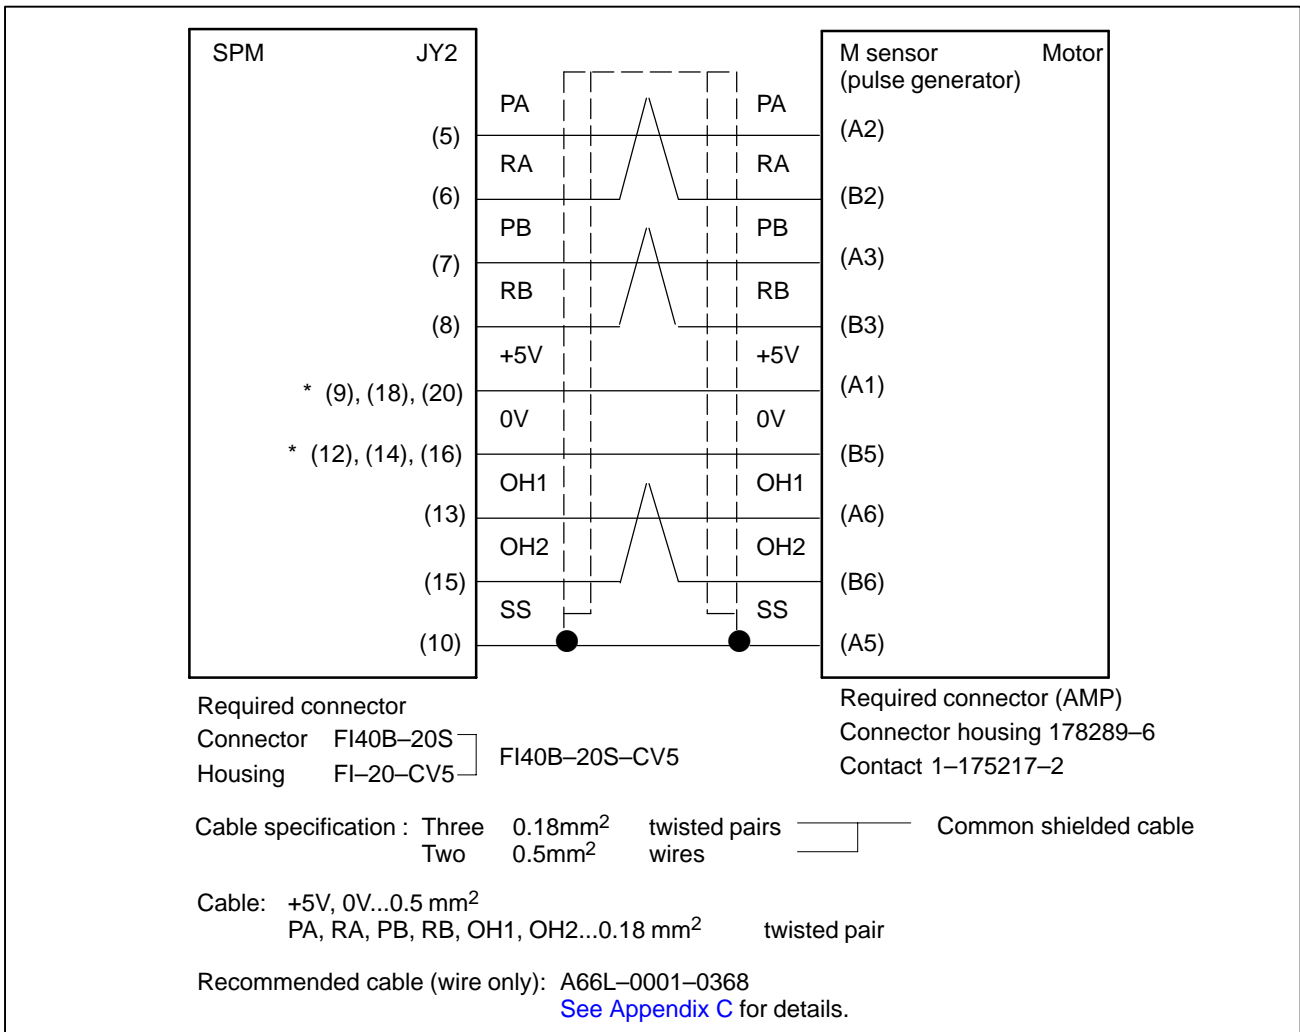 SPM JY2 M sensor Motor
(pulse generator)
PA PA
(5) (A2)
RA RA
(6) (B2)
PB PB
(7) (A3)
RB RB
(8) (B3)
+5V +5V
* (9), (18), (20) (A1)
0V 0V
* (12), (14), (16) (B5)
OH1 OH1
(13) (A6)
OH2 OH2
(15) (B6)
SS SS
(10) (A5)
Required connector
Connector FI40B–20S
Housing FI–20–CV5
FI40B–20S–CV5
Required connector (AMP)
Connector housing 178289–6
Contact 1–175217–2
Cable specification : Three 0.18mm2 twisted pairs Common shielded cable
Two 0.5mm2 wires
Cable: +5V, 0V...0.5 mm2
PA, RA, PB, RB, OH1, OH2...0.18 mm2 twisted pair
Recommended cable (wire only): A66L–0001–0368
See Appendix C for details.